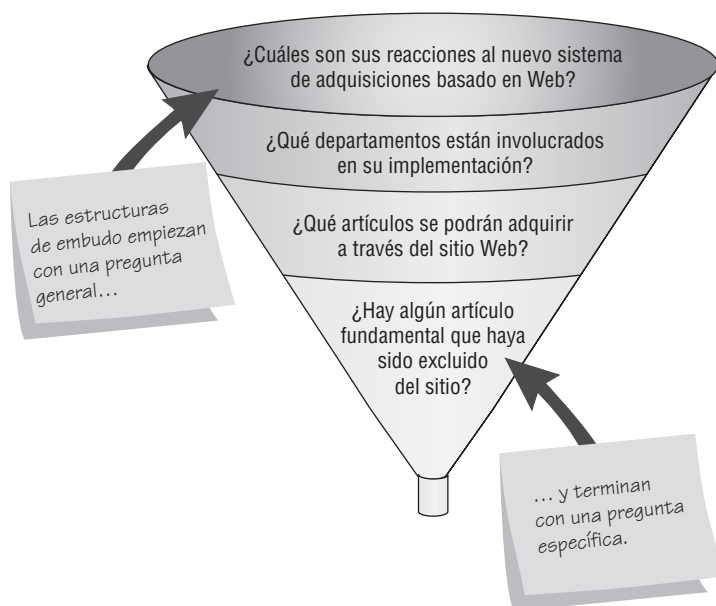 ¿Cuáles son sus reacciones al nuevo sistema
de adquisiciones basado en Web?
¿Qué departamentos están involucrados
en su implementación?
Las estructuras
de embudo empiezan
con una pregunta
general…
¿Qué artículos se podrán adquirir
a través del sitio Web?
¿Hay algún artículo
fundamental que haya
sido excluido
del sitio?
… y terminan
con una pregunta
específica.